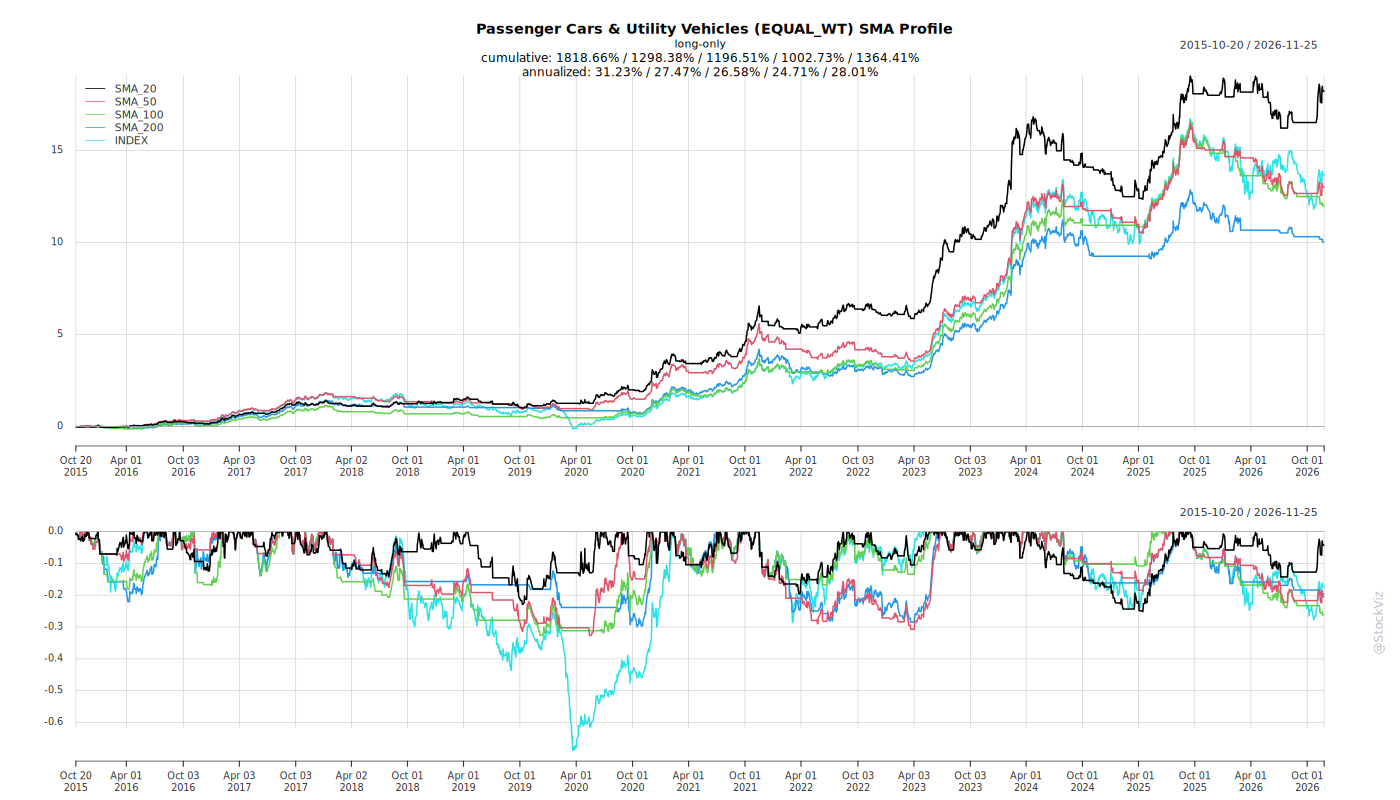 Passenger Cars & Utility Vehicles (EQUAL_WT) SMA Profile
long-only
2015-10-20 / 2026-11-25
cumulative: 1818.66% / 1298.38% / 1196.51% / 1002.73% / 1364.41%
annualized: 31.23% / 27.47% / 26.58% / 24.71% / 28.01%
SMA_20
SMA_50
SMA_100
SMA_200
INDEX
15
10
5
0
Oct 20 Apr 01 Oct 03 Apr 03 Oct 03 Apr 02 Oct 01 Apr 01 Oct 01 Apr 01 Oct 01 Apr 01 Oct 01 Apr 01 Oct 03 Apr 03 Oct 03 Apr 01 Oct 01 Apr 01 Oct 01 Apr 01 Oct 01
2015 2016 2016 2017 2017 2018 2018 2019 2019 2020 2020 2021 2021 2022 2022 2023 2023 2024 2024 2025 2025 2026 2026
2015-10-20 / 2026-11-25
0.0
-0.1
-0.2
-0.3
-0.4
-0.5
-0.6
Oct 20 Apr 01 Oct 03 Apr 03 Oct 03 Apr 02 Oct 01 Apr 01 Oct 01 Apr 01 Oct 01 Apr 01 Oct 01 Apr 01 Oct 03 Apr 03 Oct 03 Apr 01 Oct 01 Apr 01 Oct 01 Apr 01 Oct 01
2015 2016 2016 2017 2017 2018 2018 2019 2019 2020 2020 2021 2021 2022 2022 2023 2023 2024 2024 2025 2025 2026 2026
@StockViz